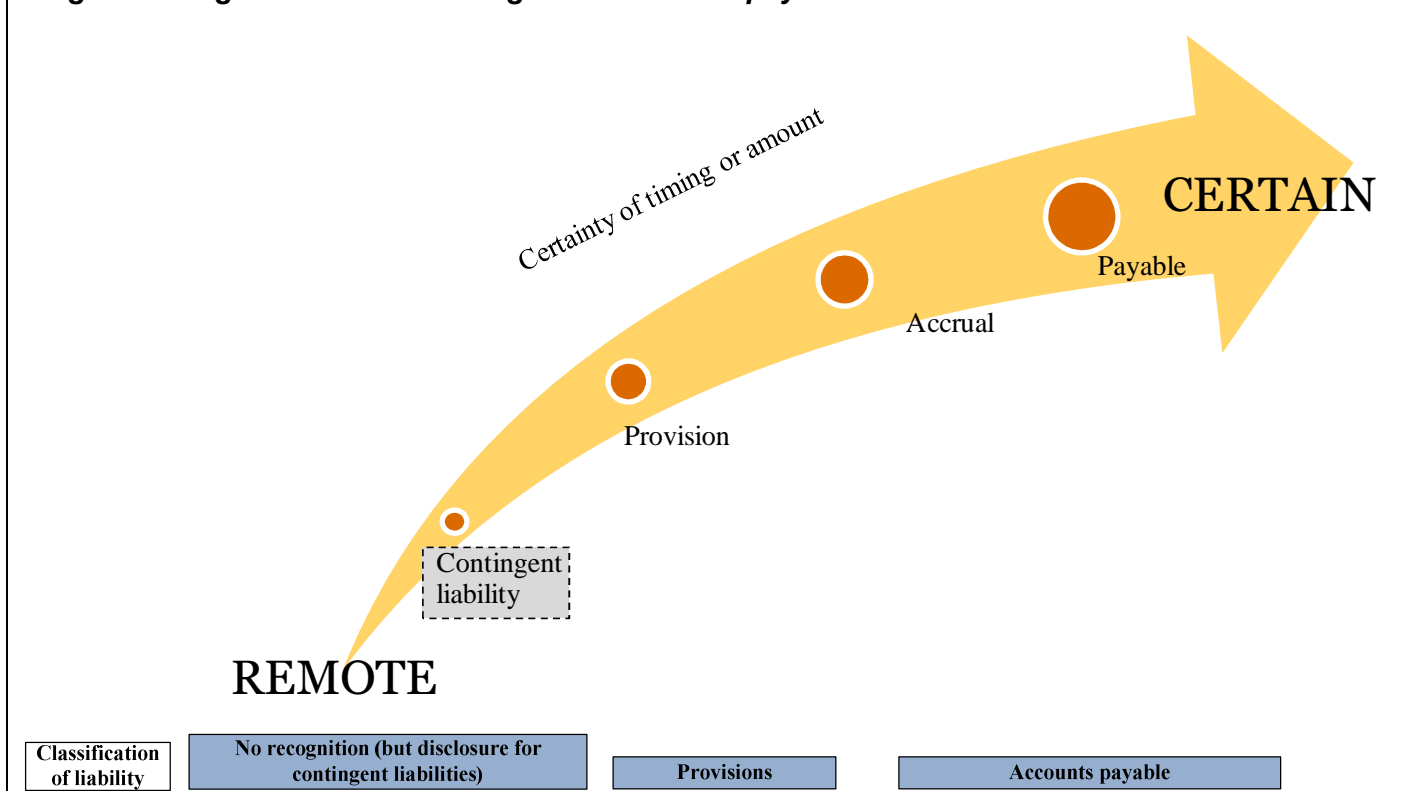 Certainty of timing or amount
CERTAIN
Payable
Accrual
Provision
Contingent
liability
REMOTE
Classification
of liability
No recognition (but disclosure for
contingent liabilities)
Provisions
Accounts payable